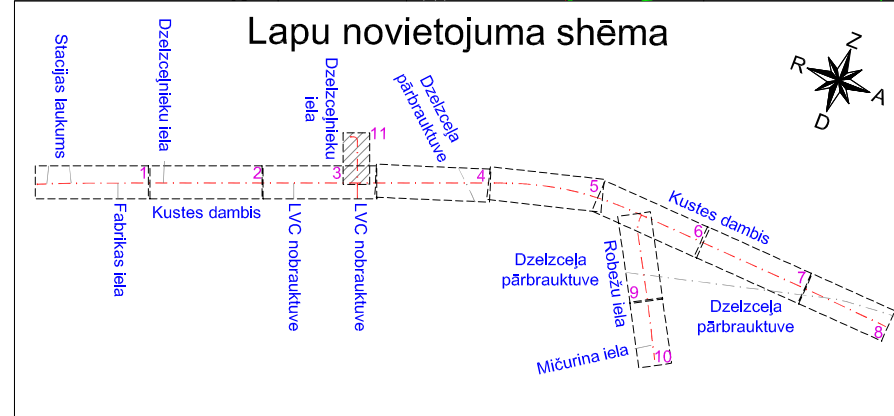 Lapu novietojuma shēma
Z
R
A
D
Stacijas laukums
Dzelzceļnieku iela
Dzelzceļnieku
iela
Dzelzceļa
pārbrauktuve
11
1
2
3
4
5
6
7
8
9
10
Fabrikas iela
Kustes dambis
LVC nobrauktuve
LVC nobrauktuve
Kustes dambis
Dzelzceļa
pārbrauktuve
Robežu iela
Dzelzceļa
pārbrauktuve
Mičurina iela